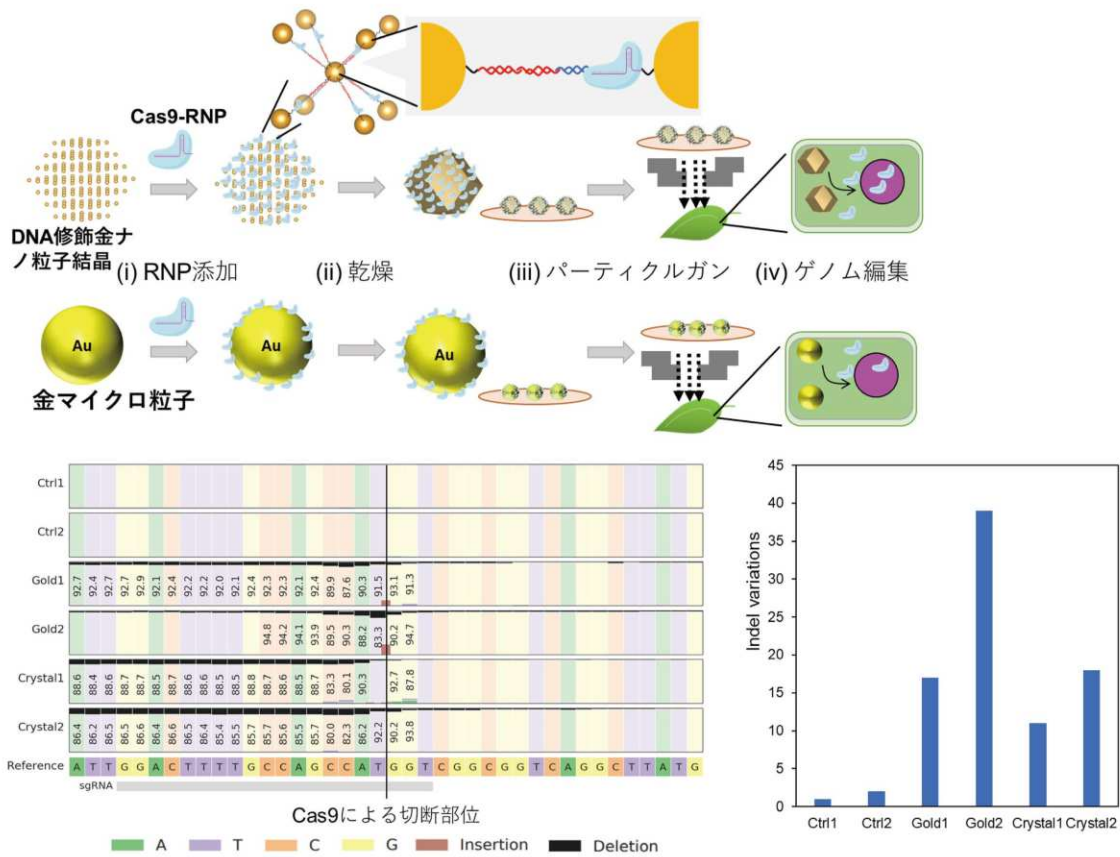 Cas9-RNP
DNA修飾金ナ
ノ粒子結晶
(i) RNP添加
(ii) 乾燥
(iii) パーティクルガン
(iv) ゲノム編集
Au
Au
Au
金マイクロ粒子
Ctrl1
Ctrl2
Gold1
92.7 92.4 92.7 92.7 92.9 92.1 92.4 92.2 92.2 92.0 92.1 92.4 92.3 92.3 92.1 92.4 89.9 87.6 90.3 91.5 93.1 91.3
Gold2
94.8 94.2 94.1 93.9 89.5 90.3 88.2 83.3 90.2 94.7
Crystal1
88.6 88.4 88.6 88.7 88.7 88.5 88.7 88.6 88.6 88.5 88.5 88.8 88.7 88.6 88.5 88.7 83.3 80.1 90.3 92.7 87.8
Crystal2
86.4 86.2 86.5 86.5 86.6 86.4 86.6 86.5 86.4 86.4 85.5 85.7 85.7 85.6 85.5 85.7 80.0 82.3 86.2 92.2 90.2 93.8
Reference A T T G G A C T T T T G C C A G C C A T G G T C G G C G G T C A G G C T T A T G
sgRNA
Cas9による切断部位
A T C G Insertion Deletion
Indel variations
45
40
35
30
25
20
15
10
5
0
Ctrl1 Ctrl2 Gold1 Gold2 Crystal1 Crystal2